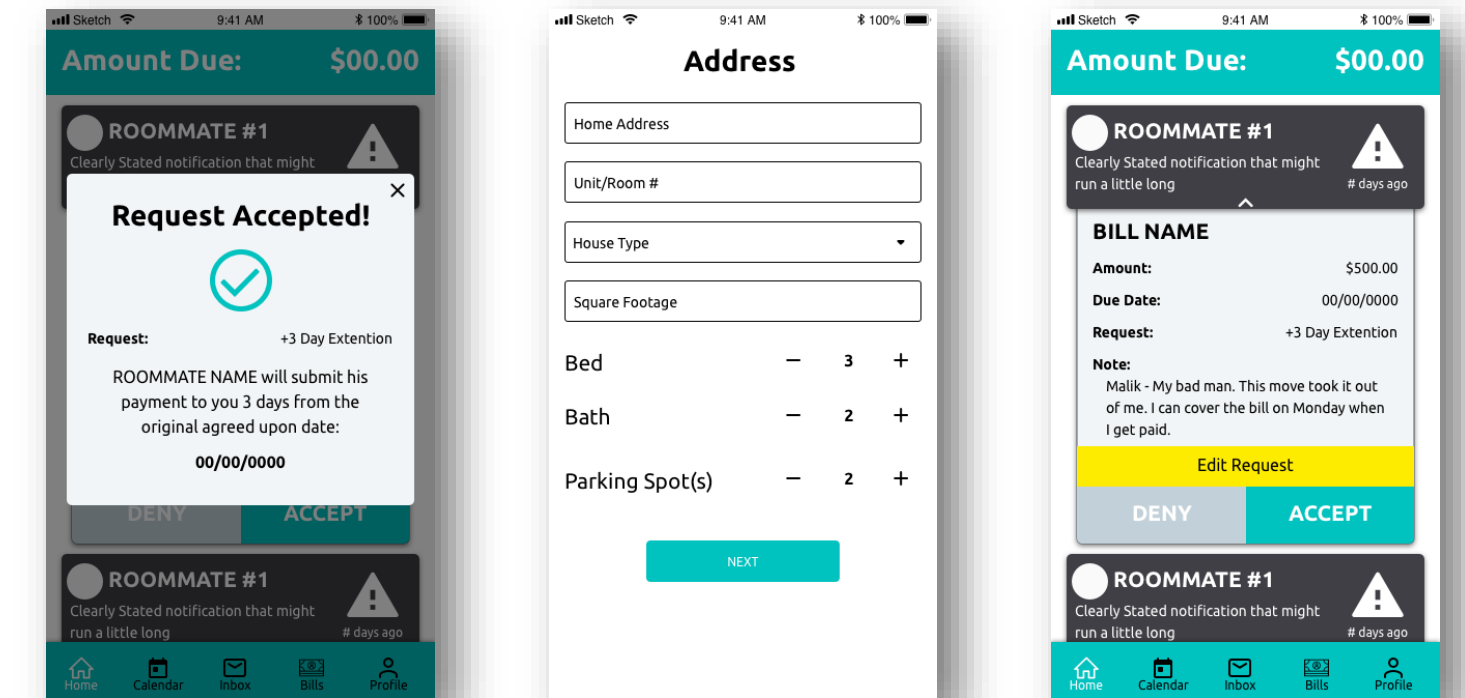 Sketch 9:41 AM 100%
Amount Due: $00.00
ROOMMATE #1
Clearly Stated notification that might
Request Accepted!
Request: +3 Day Extention
ROOMMATE NAME will submit his
payment to you 3 days from the
original agreed upon date:
00/00/0000
DENY ACCEPT
ROOMMATE #1
Clearly Stated notification that might
run a little long # days ago
Home Calendar Inbox Bills Profile
Sketch 9:41 AM 100%
Address
Home Address
Unit/Room #
House Type
Square Footage
Bed − 3 +
Bath − 2 +
Parking Spot(s) − 2 +
NEXT
Sketch 9:41 AM 100%
Amount Due: $00.00
ROOMMATE #1
Clearly Stated notification that might
run a little long # days ago
BILL NAME
Amount: $500.00
Due Date: 00/00/0000
Request: +3 Day Extention
Note:
Malik - My bad man. This move took it out
of me. I can cover the bill on Monday when
I get paid.
Edit Request
DENY ACCEPT
ROOMMATE #1
Clearly Stated notification that might
run a little long # days ago
Home Calendar Inbox Bills Profile